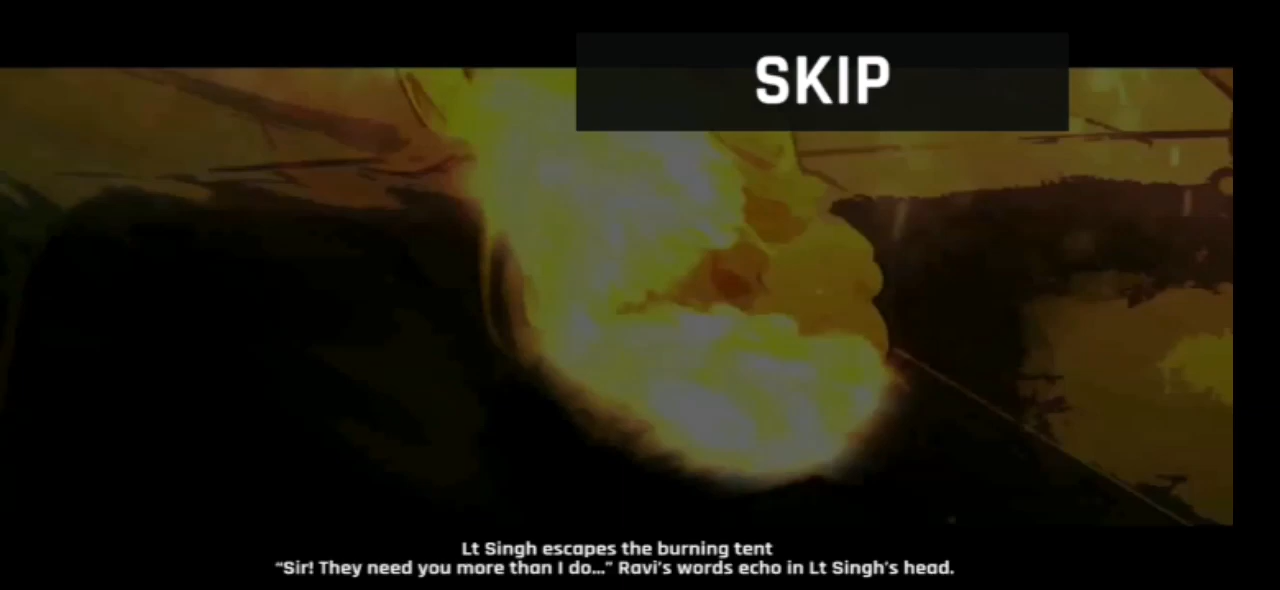 SKIP
Lt Singh escapes the burning tent
“Sir! They need you more than I do...” Ravi's words echo in Lt Singh's head.